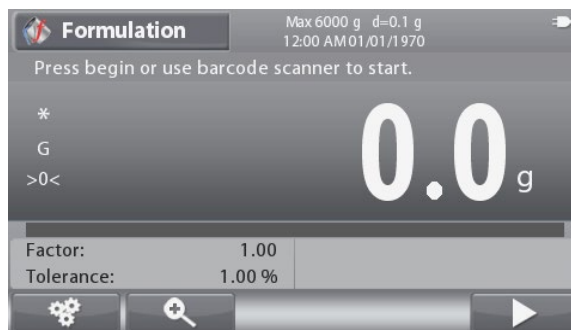 Formulation
Max 6000 g d=0.1 g
12:00 AM 01/01/1970
Press begin or use barcode scanner to start.
*
G
>0<
0.0 g
Factor: 1.00
Tolerance: 1.00 %